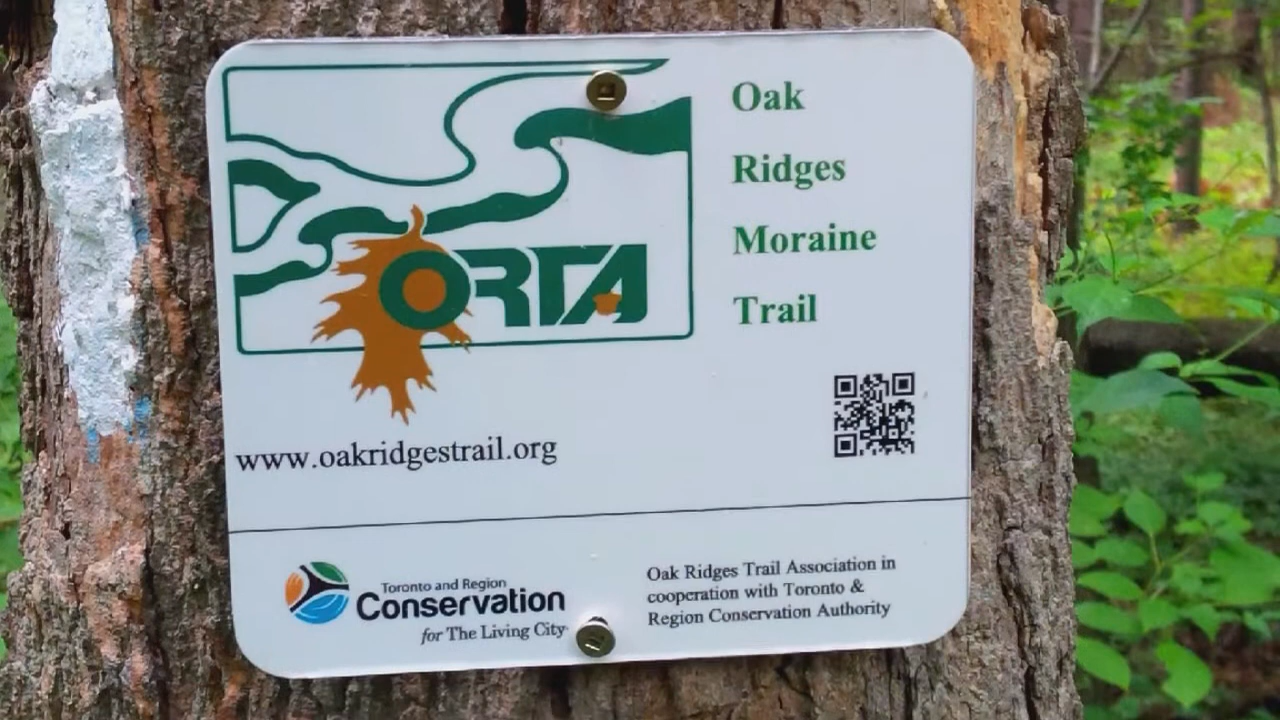 Oak
Ridges
Moraine
Trail
ORTA
www.oakridgestrail.org
Toronto and Region
Conservation
for The Living City
Oak Ridges Trail Association in
cooperation with Toronto &
Region Conservation Authority